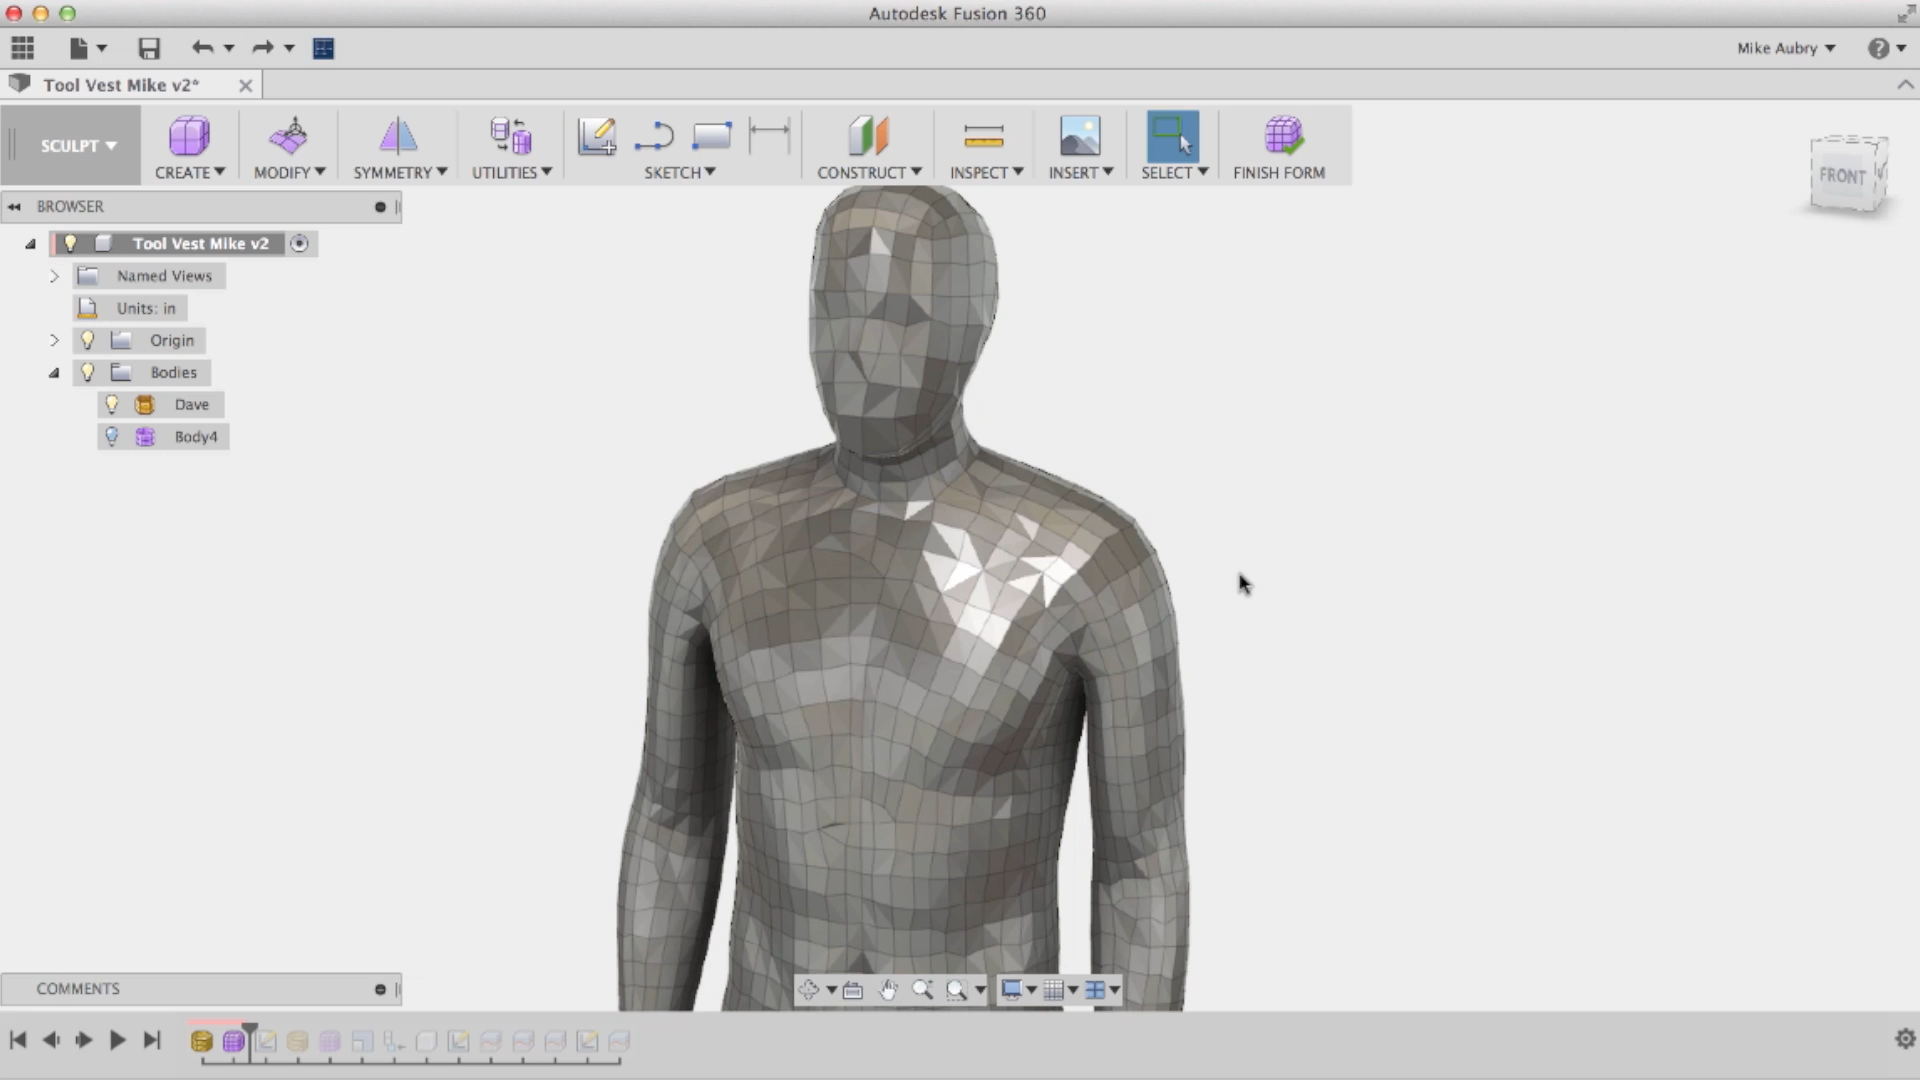 Autodesk Fusion 360
Mike Aubry
Tool Vest Mike v2*
SCULPT
CREATE
MODIFY
SYMMETRY
UTILITIES
SKETCH
CONSTRUCT
INSPECT
INSERT
SELECT
FINISH FORM
FRONT
BROWSER
Tool Vest Mike v2
Named Views
Units: in
Origin
Bodies
Dave
Body4
COMMENTS